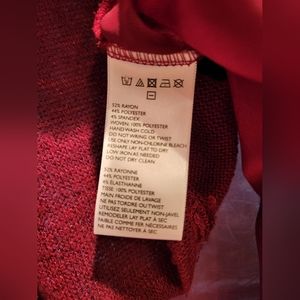 52% RAYON
44% POLYESTER
4% SPANDEX
WOVEN: 100% POLYESTER
HAND WASH COLD
DO NOT WRING OR TWIST
USE ONLY NON-CHLORINE BLEACH
RESHAPE LAY FLAT TO DRY
LOW IRON AS NEEDED
DO NOT DRY CLEAN
52% RAYONNE
44% POLYESTER
4% ELASTHANNE
TISSE: 100% POLYESTER
MAIN FROIDE DE LAVAGE
NE PAS TORDRE OU TWIST
UTILISEZ SEULEMENT NON-JAVEL
REMODELER LAY PLAT À SEC
FAIBLE COMME FER NECESSAIRES
NE PAS NETTOYER À SEC